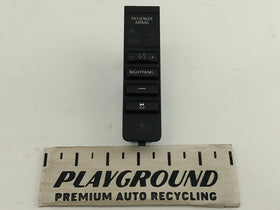 PASSENGER
AIRBAG
- +
NIGHTPANEL
PLAYGROUND
PREMIUM AUTO RECYCLING